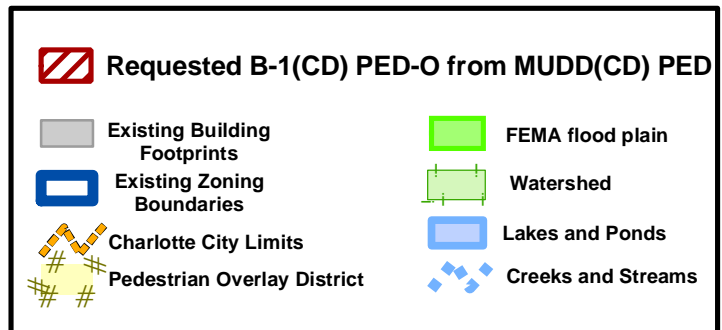 Requested B-1(CD) PED-O from MUDD(CD) PED
Existing Building
Footprints
Existing Zoning
Boundaries
Charlotte City Limits
Pedestrian Overlay District
FEMA flood plain
Watershed
Lakes and Ponds
Creeks and Streams